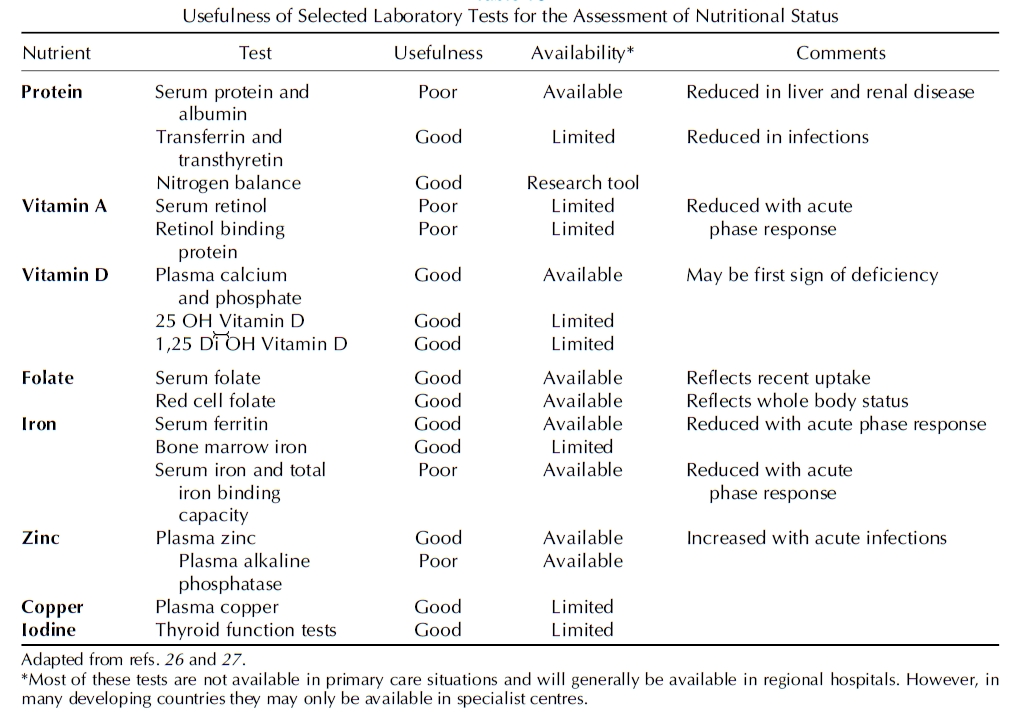 Usefulness of Selected Laboratory Tests for the Assessment of Nutritional Status
Nutrient Test Usefulness Availability* Comments
Protein Serum protein and Poor Available Reduced in liver and renal disease
albumin
Transferrin and Good Limited Reduced in infections
transthyretin
Nitrogen balance Good Research tool
Vitamin A Serum retinol Poor Limited Reduced with acute
Retinol binding Poor Limited phase response
protein
Vitamin D Plasma calcium Good Available May be first sign of deficiency
and phosphate
25 OH Vitamin D Good Limited
1,25 Di OH Vitamin D Good Limited
Folate Serum folate Good Available Reflects recent uptake
Red cell folate Good Available Reflects whole body status
Iron Serum ferritin Good Available Reduced with acute phase response
Bone marrow iron Good Limited
Serum iron and total Poor Available Reduced with acute
iron binding phase response
capacity
Zinc Plasma zinc Good Available Increased with acute infections
Plasma alkaline Poor Available
phosphatase
Copper Plasma copper Good Limited
Iodine Thyroid function tests Good Limited
Adapted from refs. 26 and 27.
*Most of these tests are not available in primary care situations and will generally be available in regional hospitals. However, in
many developing countries they may only be available in specialist centres.